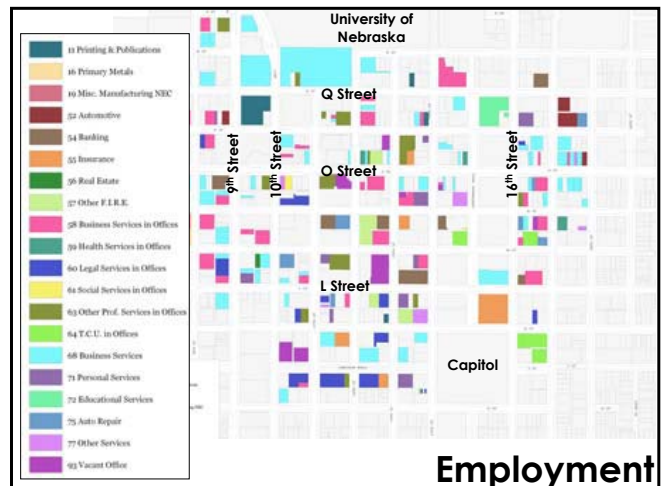 University of
Nebraska
11 Printing & Publications
16 Primary Metals
19 Misc. Manufacturing NEC
52 Automotive
54 Banking
55 Insurance
56 Real Estate
57 Other F.I.R.E.
58 Business Services in Offices
59 Health Services in Offices
60 Legal Services in Offices
61 Social Services in Offices
63 Other Prof. Services in Offices
64 T.C.U. in Offices
68 Business Services
71 Personal Services
72 Educational Services
75 Auto Repair
77 Other Services
93 Vacant Office
Q Street
9th Street
10th Street
O Street
16th Street
L Street
Capitol
Employment